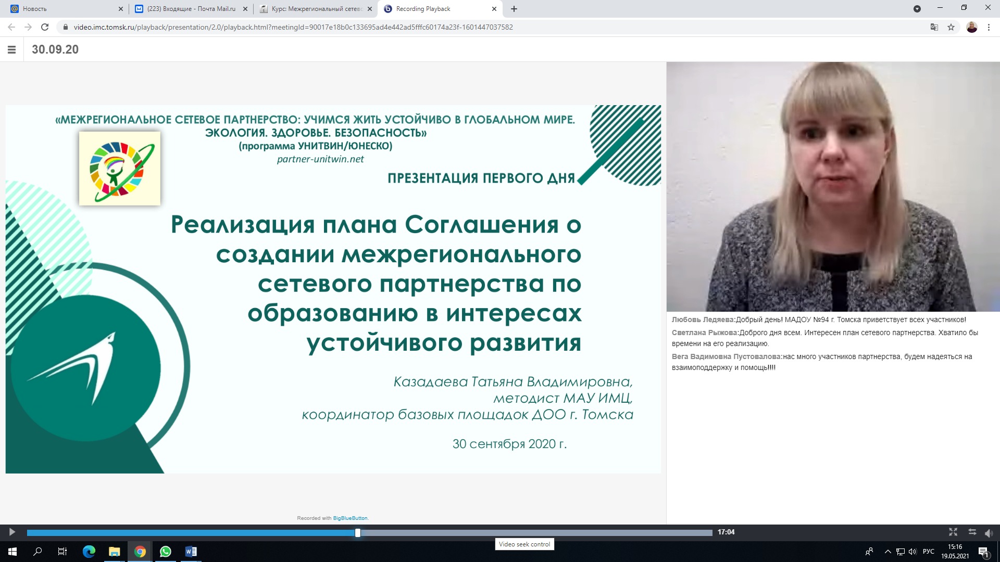 Новость
(223) Входящие - Почта Mail.ru
Курс: Межрегиональный сетево
Recording Playback
video.imc.tomsk.ru/playback/presentation/2.0/playback.html?meetingId=90017e18b0c133695ad4e442ad5fffc60174a23f-1601447037582
30.09.20
«МЕЖРЕГИОНАЛЬНОЕ СЕТЕВОЕ ПАРТНЕРСТВО: УЧИМСЯ ЖИТЬ УСТОЙЧИВО В ГЛОБАЛЬНОМ МИРЕ.
ЭКОЛОГИЯ. ЗДОРОВЬЕ. БЕЗОПАСНОСТЬ»
(программа УНИТВИН/ЮНЕСКО)
partner-unitwin.net
ПРЕЗЕНТАЦИЯ ПЕРВОГО ДНЯ
Реализация плана Соглашения о
создании межрегионального
сетевого партнерства по
образованию в интересах
устойчивого развития
Казадаева Татьяна Владимировна,
методист МАУ ИМЦ,
координатор базовых площадок ДОО г. Томска
30 сентября 2020 г.
Любовь Ледяева:Добрый день! МАДОУ №94 г. Томска приветствует всех участников!
Светлана Рыжова:Доброго дня всем. Интересен план сетевого партнерства. Хватило бы
времени на его реализацию.
Вега Вадимовна Пустовалова:нас много участников партнерства, будем надеяться на
взаимоподдержку и помощь!!!!
Recorded with BigBlueButton.
17:04
Video seek control
РУС
15:16
19.05.2021
1